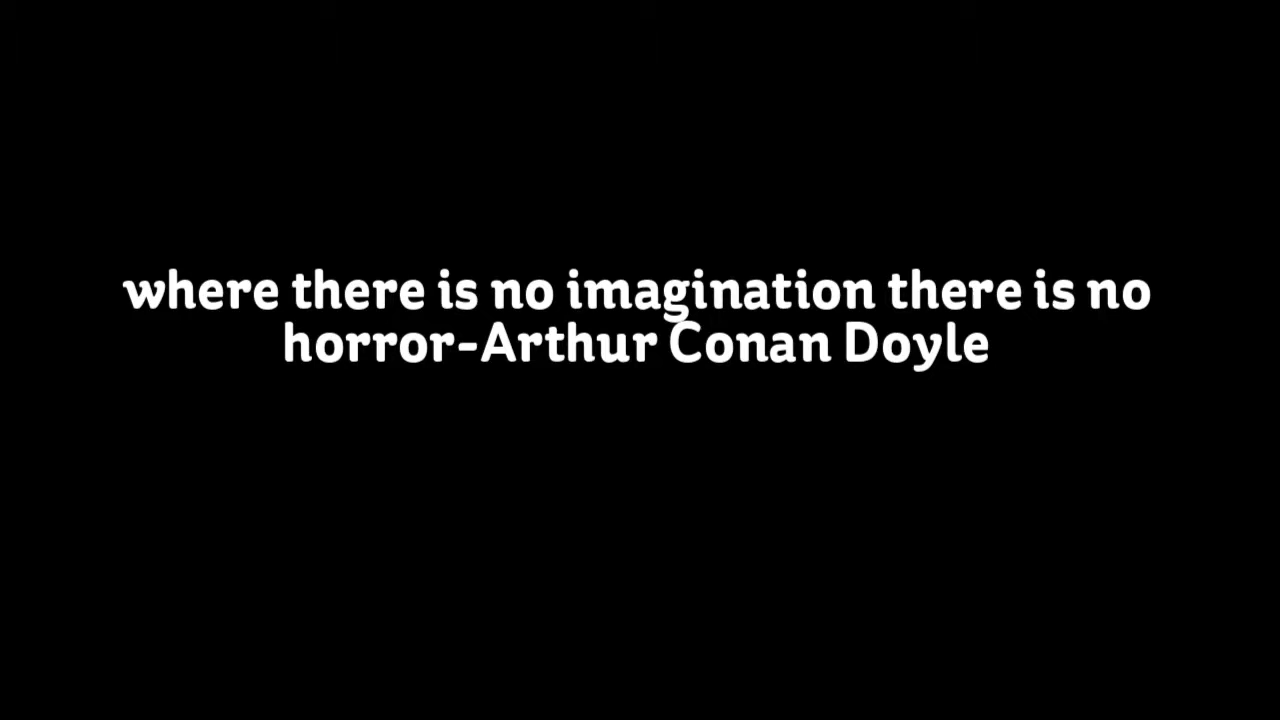 where there is no imagination there is no
horror-Arthur Conan Doyle